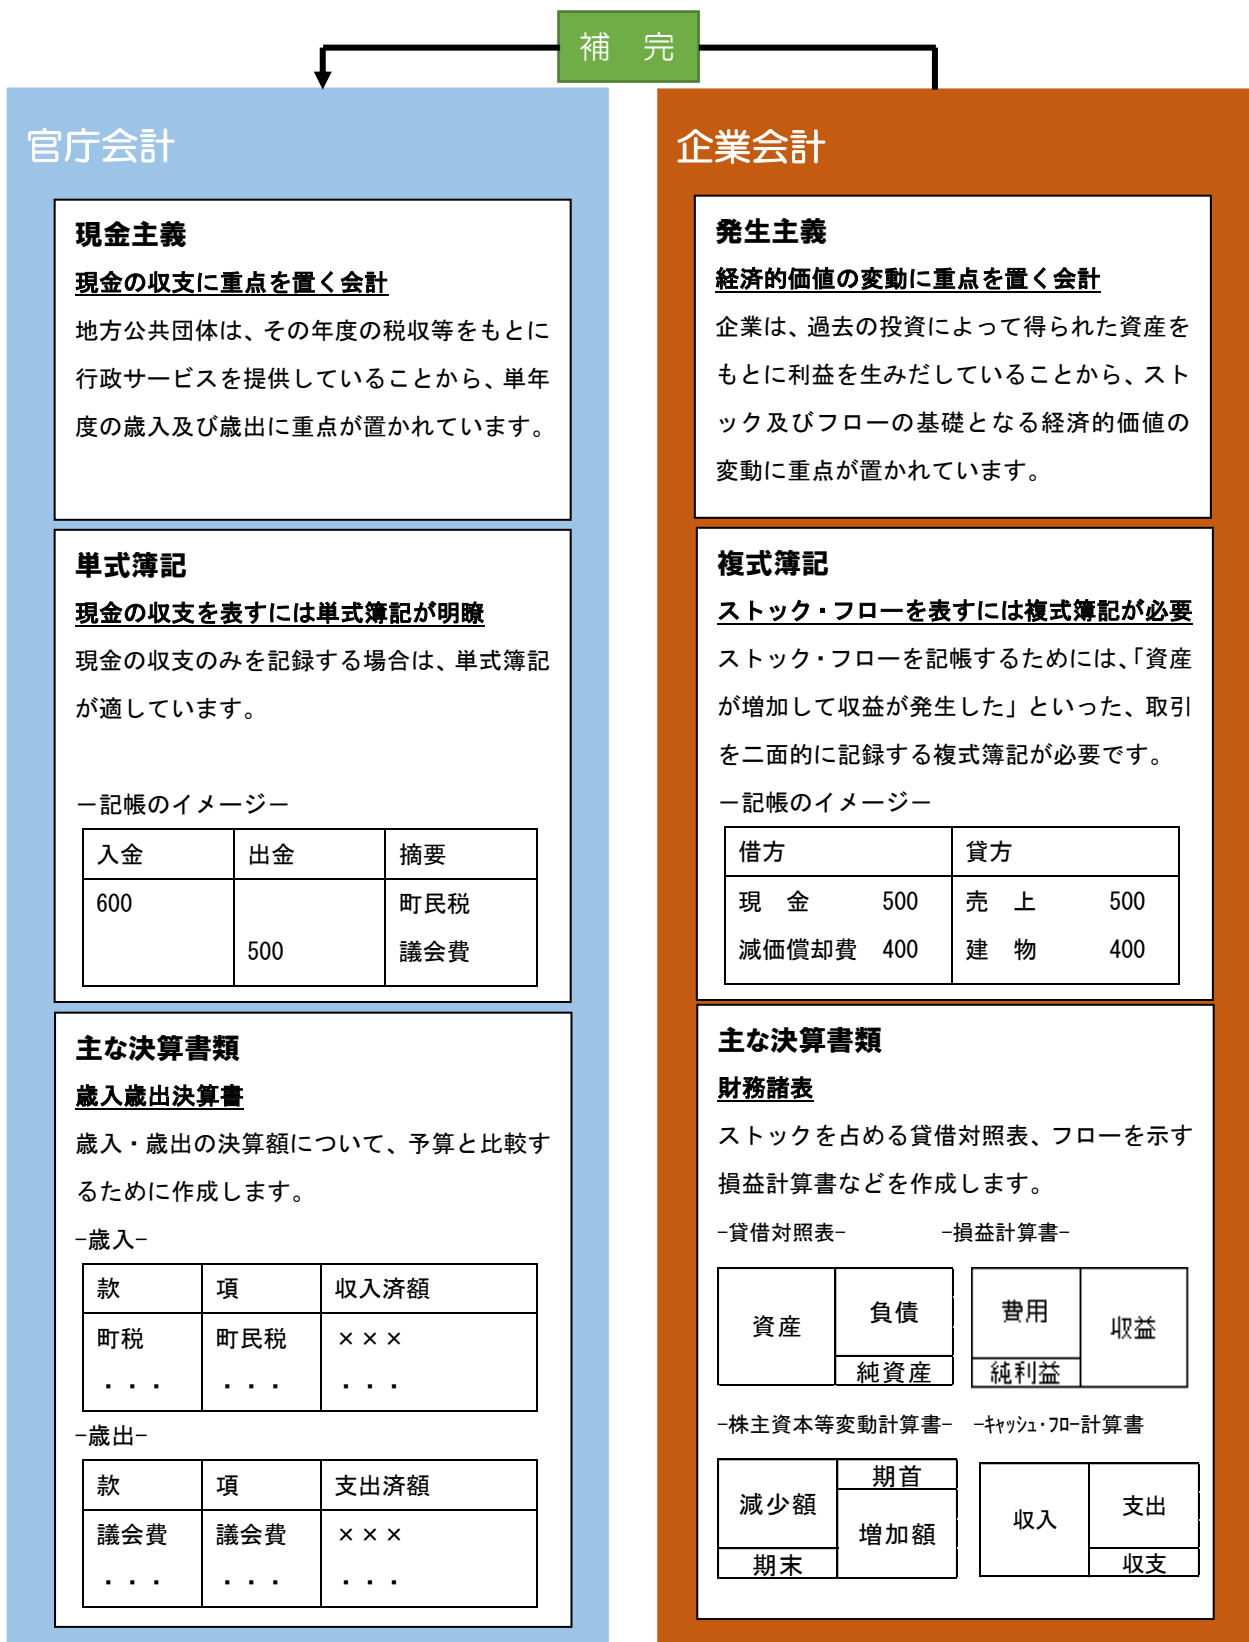 補　完
官庁会計
現金主義
現金の収支に重点を置く会計
地方公共団体は、その年度の税収等をもとに
行政サービスを提供していることから、単年
度の歳入及び歳出に重点が置かれています。
単式簿記
現金の収支を表すには単式簿記が明瞭
現金の収支のみを記録する場合は、単式簿記
が適しています。
－記帳のイメージ－
入金 出金 摘要
600 町民税
500 議会費
主な決算書類
歳入歳出決算書
歳入・歳出の決算額について、予算と比較す
るために作成します。
-歳入-
款 項 収入済額
町税 町民税 ×××
・・・ ・・・ ・・・
-歳出-
款 項 支出済額
議会費 議会費 ×××
・・・ ・・・ ・・・
企業会計
発生主義
経済的価値の変動に重点を置く会計
企業は、過去の投資によって得られた資産を
もとに利益を生みだしていることから、スト
ック及びフローの基礎となる経済的価値の
変動に重点が置かれています。
複式簿記
ストック・フローを表すには複式簿記が必要
ストック・フローを記帳するためには、「資産
が増加して収益が発生した」といった、取引
を二面的に記録する複式簿記が必要です。
－記帳のイメージ－
借方 貸方
現　金 500 売　上 500
減価償却費 400 建　物 400
主な決算書類
財務諸表
ストックを占める貸借対照表、フローを示す
損益計算書などを作成します。
-貸借対照表- -損益計算書-
資産 負債 費用 収益
純資産 純利益
-株主資本等変動計算書- -ｷｬｯｼｭ・ﾌﾛｰ計算書
減少額 期首 収入 支出
増加額
期末 収支